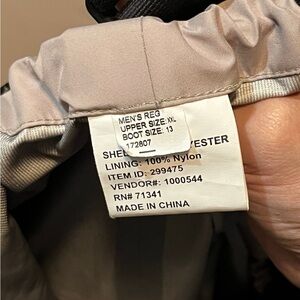 MEN'S REG
UPPER SIZE: XL
BOOT SIZE: 13
172807
YESTER
LINING: 100% Nylon
ITEM ID: 299475
VENDOR#: 1000544
RN# 71341
MADE IN CHINA